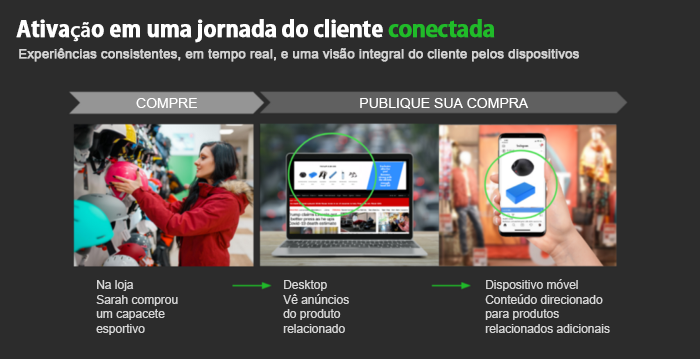 Ativação em uma jornada do cliente conectada
Experiências consistentes, em tempo real, e uma visão integral do cliente pelos dispositivos
COMPRE
PUBLIQUE SUA COMPRA
Na loja
Sarah comprou
um capacete
esportivo
Desktop
Vê anúncios
do produto
relacionado
Dispositivo móvel
Conteúdo direcionado
para produtos
relacionados adicionais